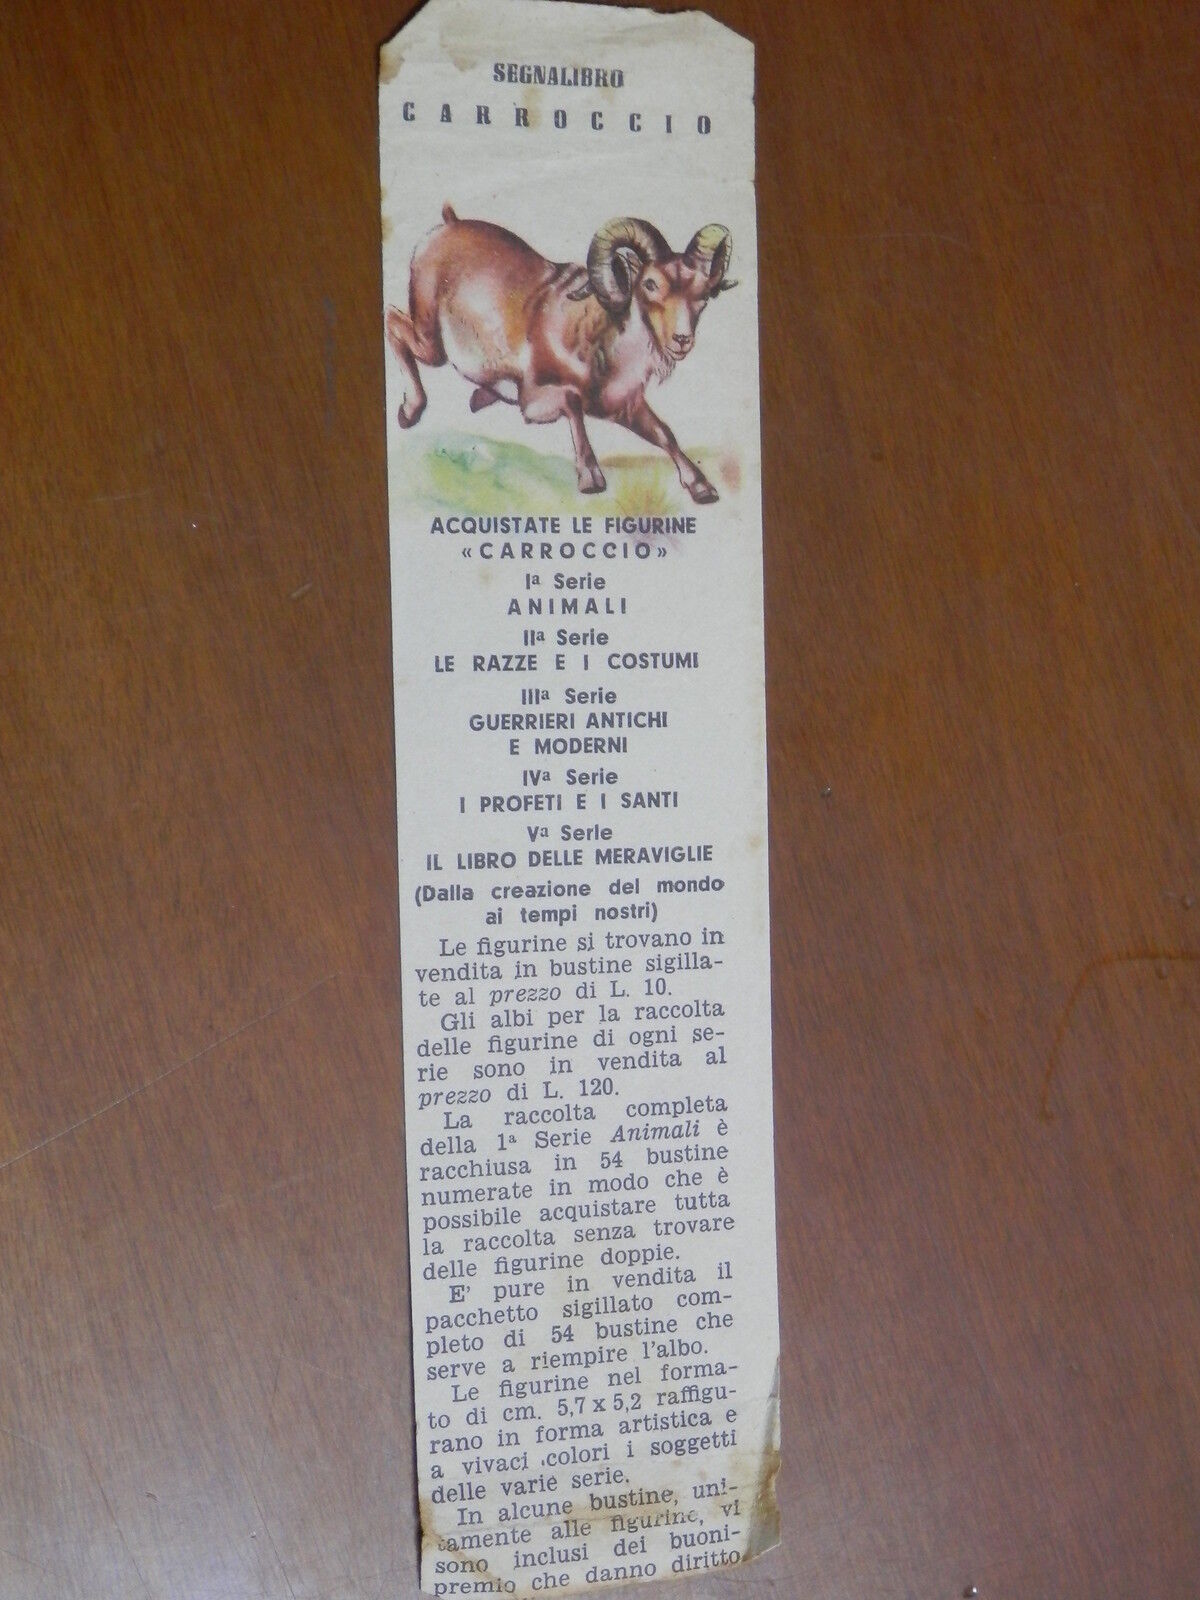 SEGNALIBRO
CARROCCIO
ACQUISTATE LE FIGURINE
«CARROCCIO»
Iª Serie
ANIMALI
IIª Serie
LE RAZZE E I COSTUMI
IIIª Serie
GUERRIERI ANTICHI
E MODERNI
IVª Serie
I PROFETI E I SANTI
Vª Serie
IL LIBRO DELLE MERAVIGLIE
(Dalla creazione del mondo
ai tempi nostri)
Le figurine si trovano in
vendita in bustine sigilla-
te al prezzo di L. 10.
Gli albi per la raccolta
delle figurine di ogni se-
rie sono in vendita al
prezzo di L. 120.
La raccolta completa
della 1ª Serie Animali è
racchiusa in 54 bustine
numerate in modo che è
possibile acquistare tutta
la raccolta senza trovare
delle figurine doppie.
E' pure in vendita il
pacchetto sigillato com-
pleto di 54 bustine che
serve a riempire l'albo.
Le figurine nel forma-
to di cm. 5,7 x 5,2 raffigu-
rano in forma artistica e
a vivaci colori i soggetti
delle varie serie.
In alcune bustine, uni-
tamente alle figurine, vi
sono inclusi dei buoni-
premio che danno diritto